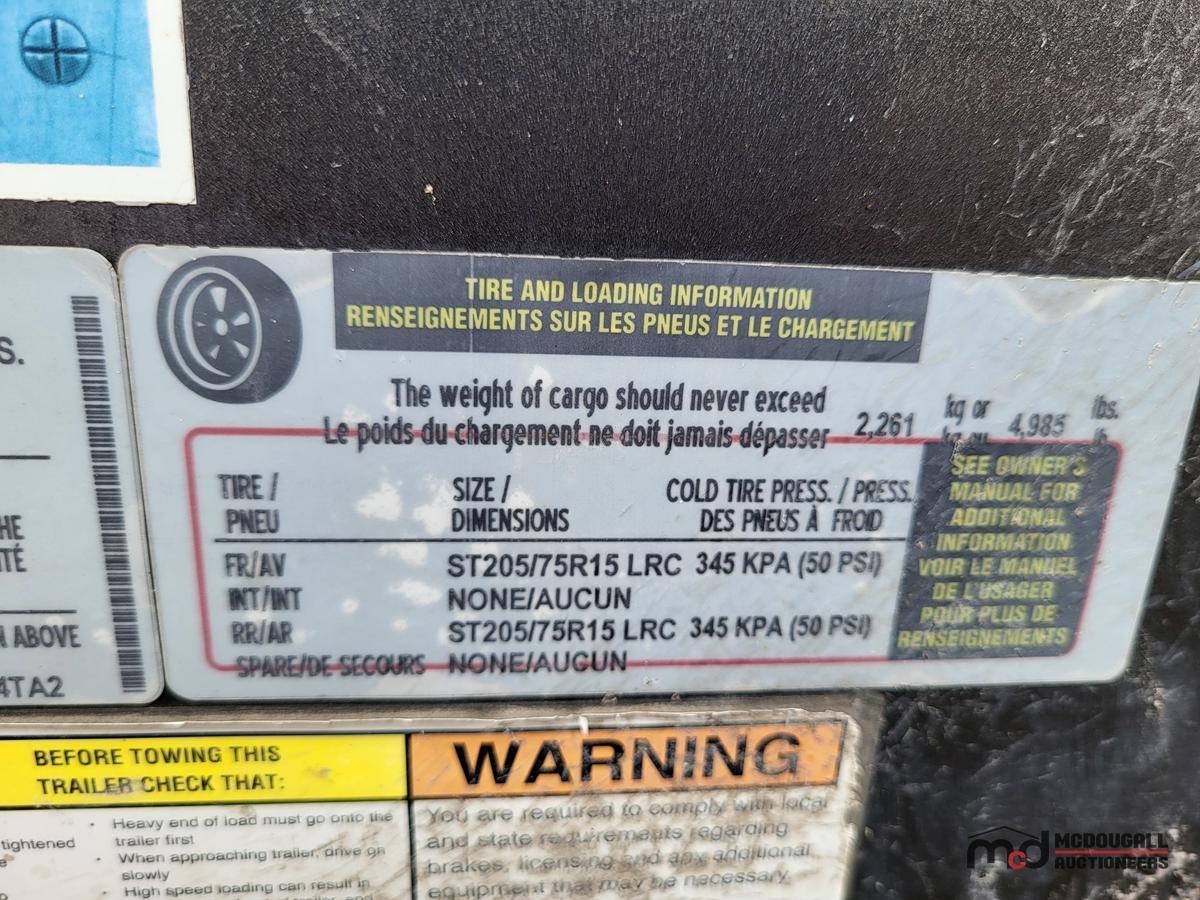 TIRE AND LOADING INFORMATION
RENSEIGNEMENTS SUR LES PNEUS ET LE CHARGEMENT
The weight of cargo should never exceed
Le poids du chargement ne doit jamais dépasser 2,261 kg or 4,985 lbs.
kg ou lb.
TIRE / SIZE / COLD TIRE PRESS. / PRESS.
PNEU DIMENSIONS DES PNEUS À FROID
FR/AV ST205/75R15 LRC 345 KPA (50 PSI)
INT/INT NONE/AUCUN
RR/AR ST205/75R15 LRC 345 KPA (50 PSI)
SPARE/DE SECOURS NONE/AUCUN
SEE OWNER'S
MANUAL FOR
ADDITIONAL
INFORMATION
VOIR LE MANUEL
DE L'USAGER
POUR PLUS DE
RENSEIGNEMENTS
S.
HE
ITÉ
ABOVE
4TA2
BEFORE TOWING THIS
TRAILER CHECK THAT:
tightened
• Heavy end of load must go onto the
trailer first
• When approaching trailer, drive on
slowly
• High speed loading can result in
WARNING
You are required to comply with local
and state requirements regarding
brakes, licensing and any additional
equipment that may be necessary.
mcd MCDOUGALL
AUCTIONEERS